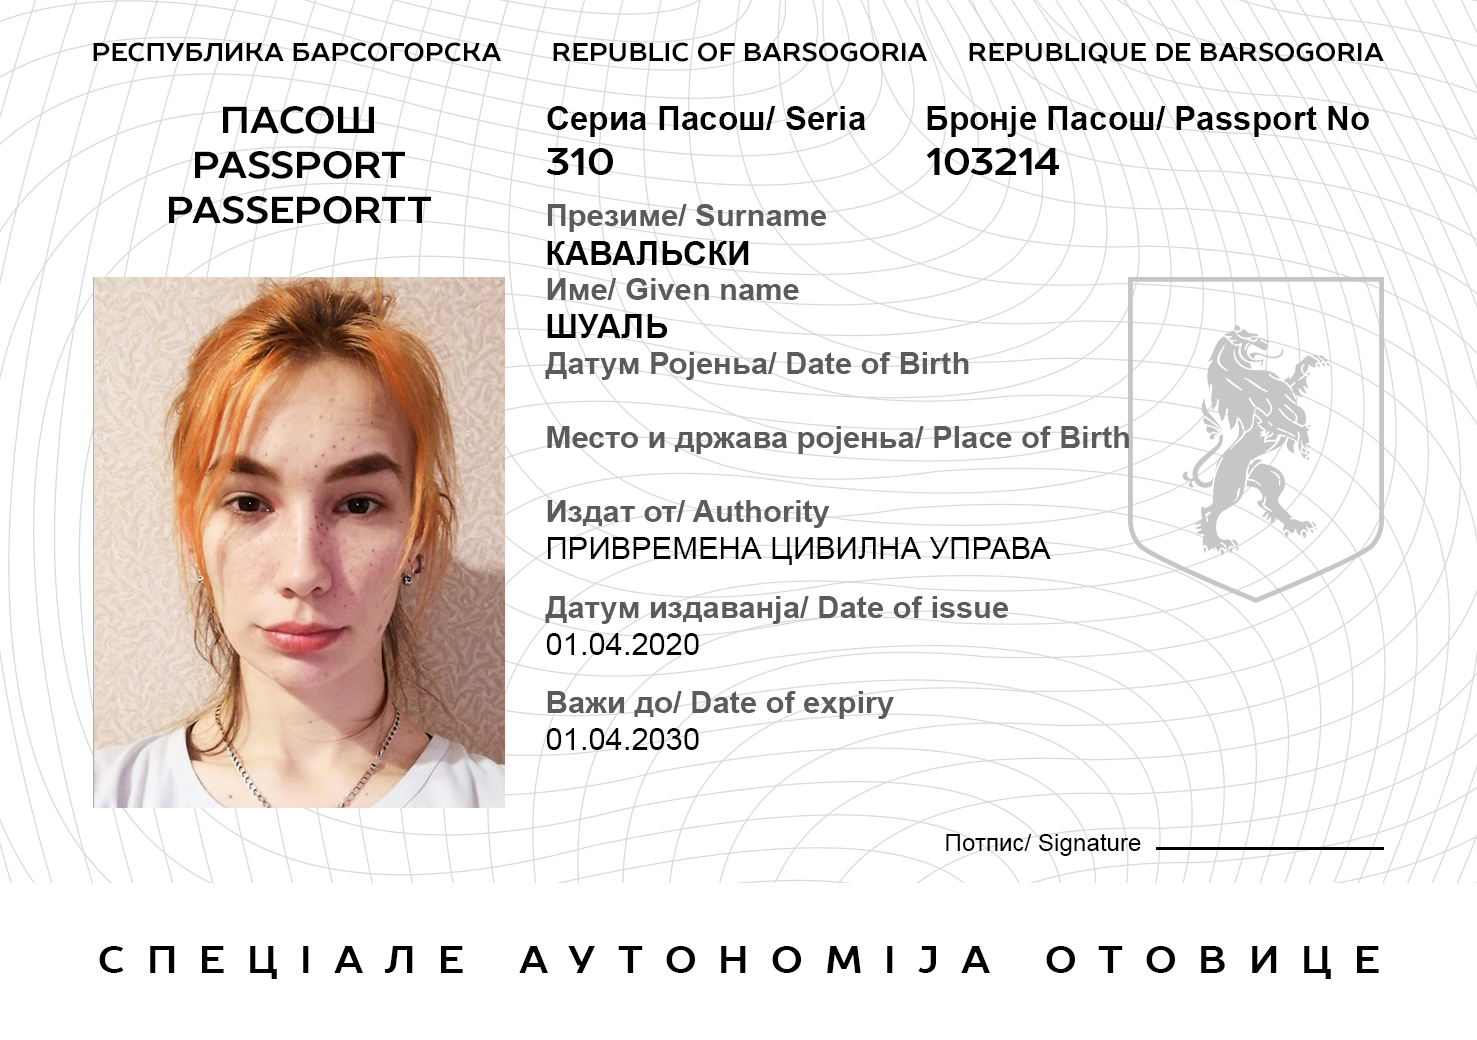 РЕСПУБЛИКА БАРСОГОРСКА REPUBLIC OF BARSOGORIA REPUBLIQUE DE BARSOGORIA
ПАСОШ
PASSPORT
PASSEPORTT
Сериа Пасош/ Seria Бронје Пасош/ Passport No
310 103214
Презиме/ Surname
КАВАЛЬСКИ
Име/ Given name
ШУАЛЬ
Датум Ројења/ Date of Birth
Место и држава ројења/ Place of Birth
Издат от/ Authority
ПРИВРЕМЕНА ЦИВИЛНА УПРАВА
Датум издаванја/ Date of issue
01.04.2020
Важи до/ Date of expiry
01.04.2030
Потпис/ Signature
СПЕЦІАЛЕ АУТОНОМІЈА ОТОВИЦЕ